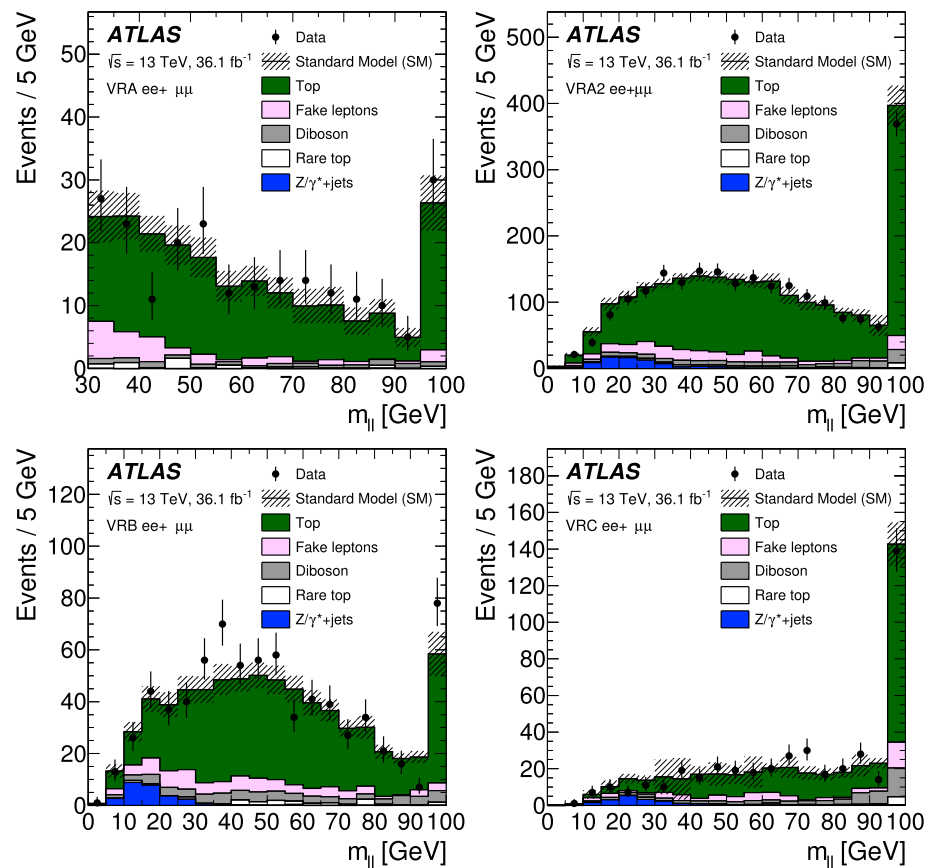 Events / 5 GeV
50
40
30
20
10
0
ATLAS
√s = 13 TeV, 36.1 fb⁻¹
VRA ee+ μμ
Data
Standard Model (SM)
Top
Fake leptons
Diboson
Rare top
Z/γ*+jets
30 40 50 60 70 80 90 100
m_ll [GeV]
Events / 5 GeV
500
400
300
200
100
0
ATLAS
√s = 13 TeV, 36.1 fb⁻¹
VRA2 ee+μμ
Data
Standard Model (SM)
Top
Fake leptons
Diboson
Rare top
Z/γ*+jets
0 10 20 30 40 50 60 70 80 90 100
m_ll [GeV]
Events / 5 GeV
120
100
80
60
40
20
0
ATLAS
√s = 13 TeV, 36.1 fb⁻¹
VRB ee+ μμ
Data
Standard Model (SM)
Top
Fake leptons
Diboson
Rare top
Z/γ*+jets
0 10 20 30 40 50 60 70 80 90 100
m_ll [GeV]
Events / 5 GeV
180
160
140
120
100
80
60
40
20
0
ATLAS
√s = 13 TeV, 36.1 fb⁻¹
VRC ee+ μμ
Data
Standard Model (SM)
Top
Fake leptons
Diboson
Rare top
Z/γ*+jets
0 10 20 30 40 50 60 70 80 90 100
m_ll [GeV]